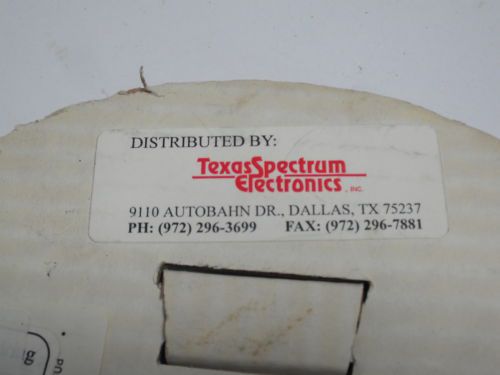 DISTRIBUTED BY:
TexasSpectrum
Electronics, INC.
9110 AUTOBAHN DR., DALLAS, TX 75237
PH: (972) 296-3699 FAX: (972) 296-7881